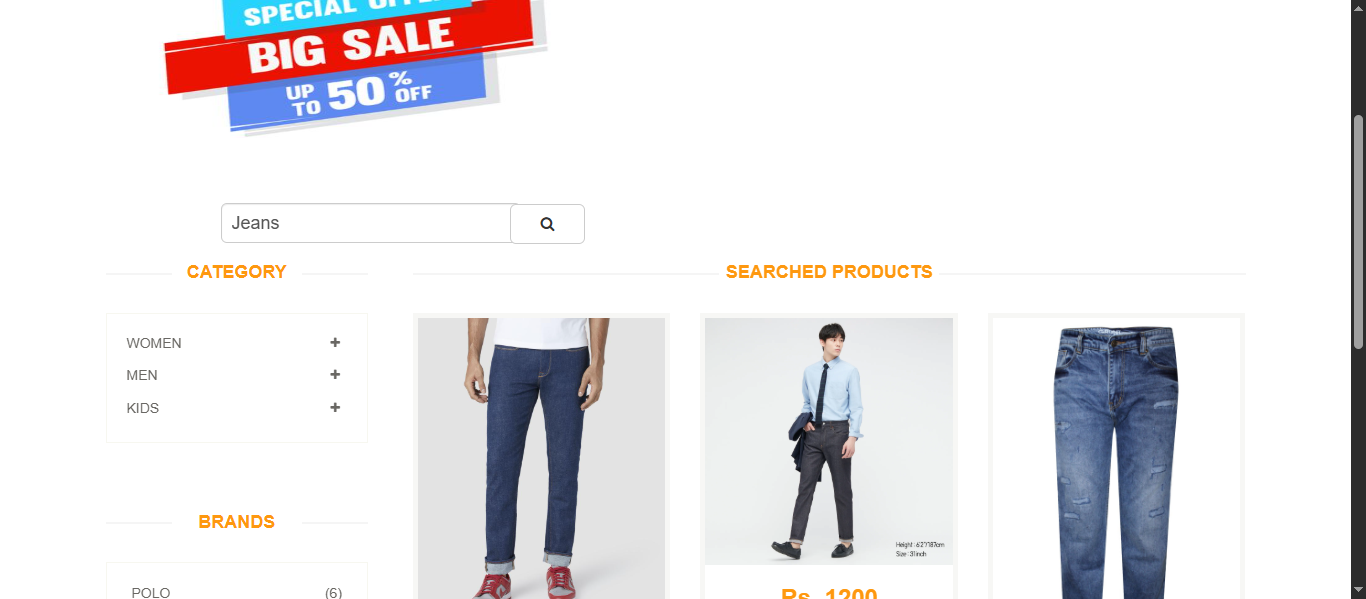 SPECIAL OFFER
BIG SALE
UP TO 50% OFF
Jeans
CATEGORY
SEARCHED PRODUCTS
WOMEN
MEN
KIDS
Height : 6'2"/187cm
Size : 31inch
BRANDS
POLO (6)
Rs. 1200